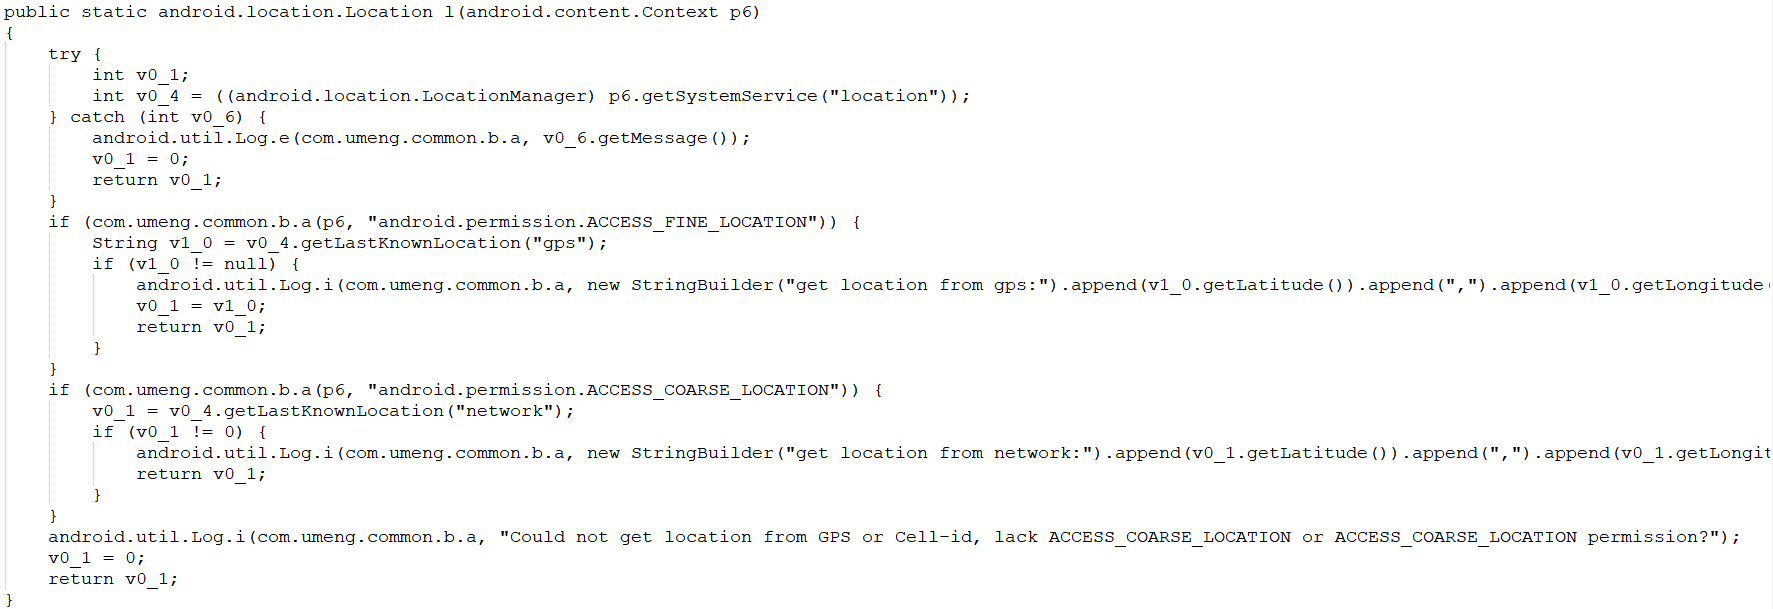 public static android.location.Location l(android.content.Context p6)
{
    try {
        int v0_1;
        int v0_4 = ((android.location.LocationManager) p6.getSystemService("location"));
    } catch (int v0_6) {
        android.util.Log.e(com.umeng.common.b.a, v0_6.getMessage());
        v0_1 = 0;
        return v0_1;
    }
    if (com.umeng.common.b.a(p6, "android.permission.ACCESS_FINE_LOCATION")) {
        String v1_0 = v0_4.getLastKnownLocation("gps");
        if (v1_0 != null) {
            android.util.Log.i(com.umeng.common.b.a, new StringBuilder("get location from gps:").append(v1_0.getLatitude()).append(",").append(v1_0.getLongitude(
            v0_1 = v1_0;
            return v0_1;
        }
    }
    if (com.umeng.common.b.a(p6, "android.permission.ACCESS_COARSE_LOCATION")) {
        v0_1 = v0_4.getLastKnownLocation("network");
        if (v0_1 != 0) {
            android.util.Log.i(com.umeng.common.b.a, new StringBuilder("get location from network:").append(v0_1.getLatitude()).append(",").append(v0_1.getLongit
            return v0_1;
        }
    }
    android.util.Log.i(com.umeng.common.b.a, "Could not get location from GPS or Cell-id, lack ACCESS_COARSE_LOCATION or ACCESS_COARSE_LOCATION permission?");
    v0_1 = 0;
    return v0_1;
}